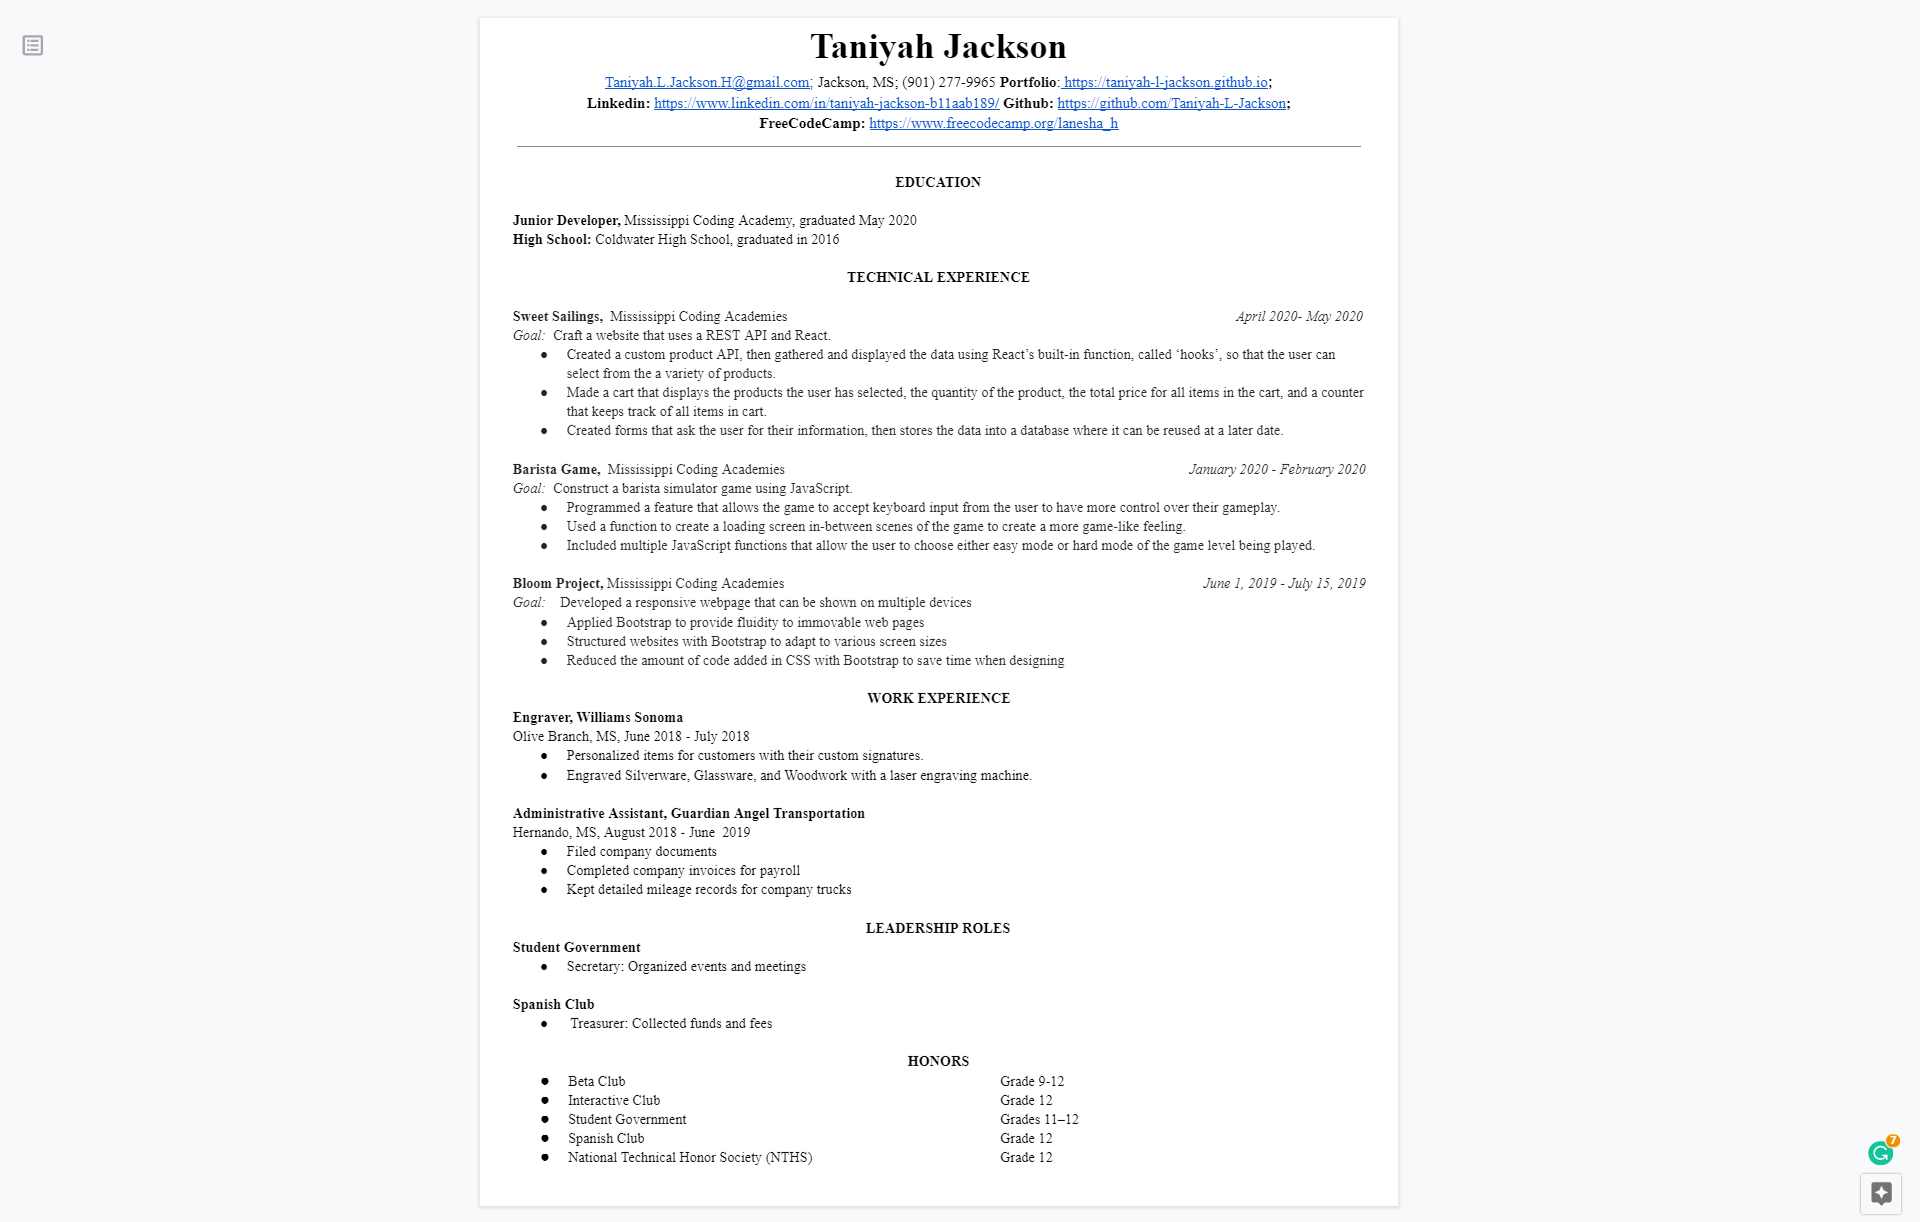 Taniyah Jackson
Taniyah.L.Jackson.H@gmail.com; Jackson, MS; (901) 277-9965 Portfolio: https://taniyah-l-jackson.github.io;
Linkedin: https://www.linkedin.com/in/taniyah-jackson-b11aab189/ Github: https://github.com/Taniyah-L-Jackson;
FreeCodeCamp: https://www.freecodecamp.org/lanesha_h
EDUCATION
Junior Developer, Mississippi Coding Academy, graduated May 2020
High School: Coldwater High School, graduated in 2016
TECHNICAL EXPERIENCE
Sweet Sailings, Mississippi Coding Academies April 2020- May 2020
Goal: Craft a website that uses a REST API and React.
● Created a custom product API, then gathered and displayed the data using React’s built-in function, called ‘hooks’, so that the user can
select from the a variety of products.
● Made a cart that displays the products the user has selected, the quantity of the product, the total price for all items in the cart, and a counter
that keeps track of all items in cart.
● Created forms that ask the user for their information, then stores the data into a database where it can be reused at a later date.
Barista Game, Mississippi Coding Academies January 2020 - February 2020
Goal: Construct a barista simulator game using JavaScript.
● Programmed a feature that allows the game to accept keyboard input from the user to have more control over their gameplay.
● Used a function to create a loading screen in-between scenes of the game to create a more game-like feeling.
● Included multiple JavaScript functions that allow the user to choose either easy mode or hard mode of the game level being played.
Bloom Project, Mississippi Coding Academies June 1, 2019 - July 15, 2019
Goal: Developed a responsive webpage that can be shown on multiple devices
● Applied Bootstrap to provide fluidity to immovable web pages
● Structured websites with Bootstrap to adapt to various screen sizes
● Reduced the amount of code added in CSS with Bootstrap to save time when designing
WORK EXPERIENCE
Engraver, Williams Sonoma
Olive Branch, MS, June 2018 - July 2018
● Personalized items for customers with their custom signatures.
● Engraved Silverware, Glassware, and Woodwork with a laser engraving machine.
Administrative Assistant, Guardian Angel Transportation
Hernando, MS, August 2018 - June 2019
● Filed company documents
● Completed company invoices for payroll
● Kept detailed mileage records for company trucks
LEADERSHIP ROLES
Student Government
● Secretary: Organized events and meetings
Spanish Club
● Treasurer: Collected funds and fees
HONORS
● Beta Club Grade 9-12
● Interactive Club Grade 12
● Student Government Grades 11–12
● Spanish Club Grade 12
● National Technical Honor Society (NTHS) Grade 12
7